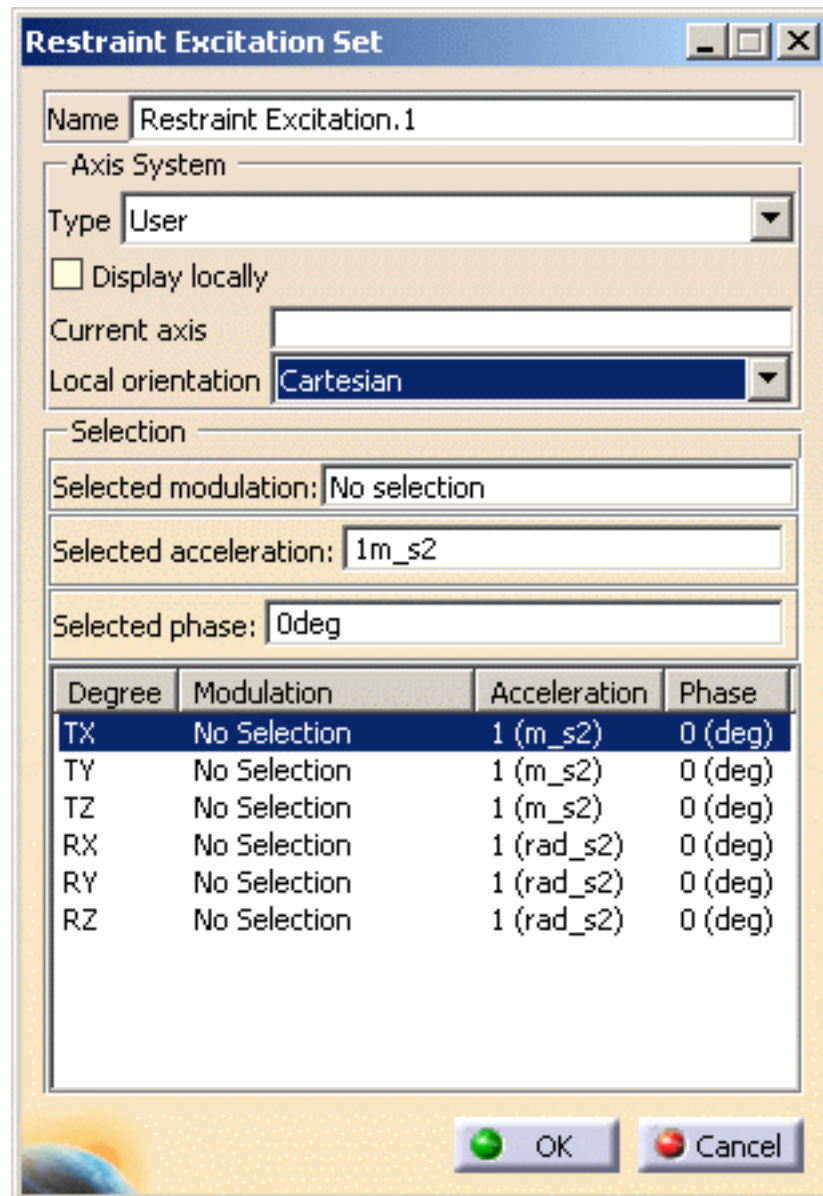 Restraint Excitation Set
Name Restraint Excitation.1
Axis System
Type User
Display locally
Current axis
Local orientation Cartesian
Selection
Selected modulation: No selection
Selected acceleration: 1m_s2
Selected phase: 0deg
Degree Modulation Acceleration Phase
TX No Selection 1 (m_s2) 0 (deg)
TY No Selection 1 (m_s2) 0 (deg)
TZ No Selection 1 (m_s2) 0 (deg)
RX No Selection 1 (rad_s2) 0 (deg)
RY No Selection 1 (rad_s2) 0 (deg)
RZ No Selection 1 (rad_s2) 0 (deg)
OK Cancel